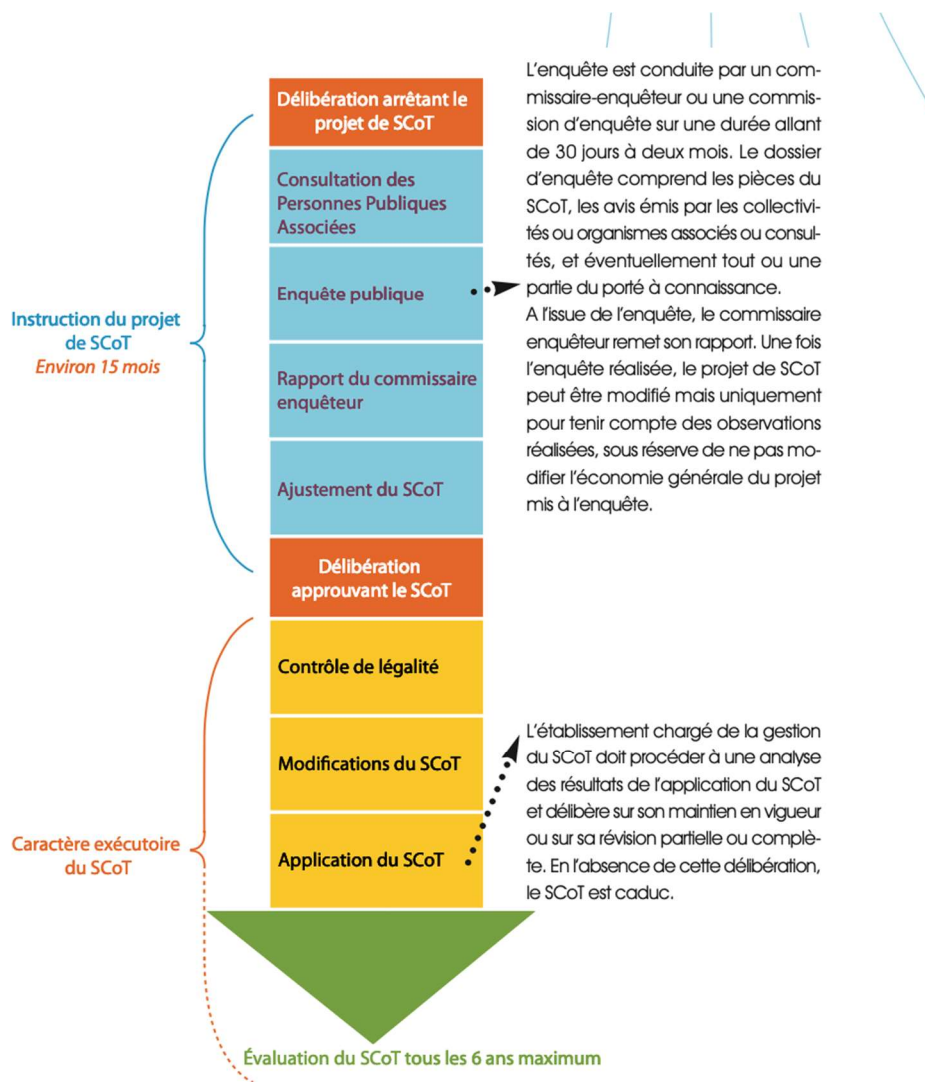 Délibération arrêtant le
projet de SCoT
Consultation des
Personnes Publiques
Associées
Enquête publique
Rapport du commissaire
enquêteur
Ajustement du SCoT
Délibération
approuvant le SCoT
Instruction du projet
de SCoT
Environ 15 mois
L'enquête est conduite par un com-
missaire-enquêteur ou une commis-
sion d'enquête sur une durée allant
de 30 jours à deux mois. Le dossier
d'enquête comprend les pièces du
SCoT, les avis émis par les collectivi-
tés ou organismes associés ou consul-
tés, et éventuellement tout ou une
partie du porté à connaissance.
A l'issue de l'enquête, le commissaire
enquêteur remet son rapport. Une fois
l'enquête réalisée, le projet de SCoT
peut être modifié mais uniquement
pour tenir compte des observations
réalisées, sous réserve de ne pas mo-
difier l'économie générale du projet
mis à l'enquête.
Contrôle de légalité
Modifications du SCoT
Application du SCoT
Caractère exécutoire
du SCoT
L'établissement chargé de la gestion
du SCoT doit procéder à une analyse
des résultats de l'application du SCoT
et délibère sur son maintien en vigueur
ou sur sa révision partielle ou complè-
te. En l'absence de cette délibération,
le SCoT est caduc.
Évaluation du SCoT tous les 6 ans maximum